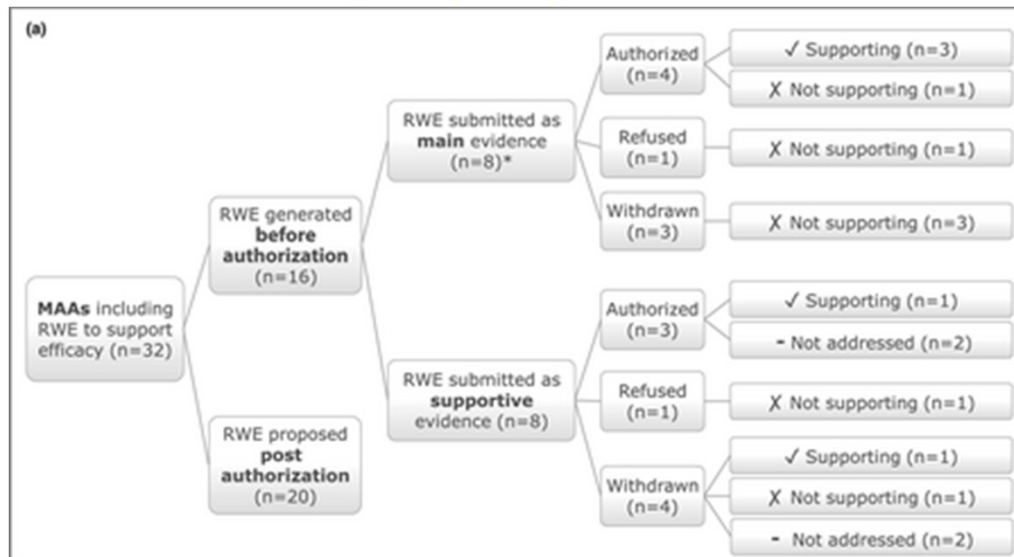 (a)
MAAs including
RWE to support
efficacy (n=32)
RWE generated
before
authorization
(n=16)
RWE proposed
post
authorization
(n=20)
RWE submitted as
main evidence
(n=8)*
RWE submitted as
supportive
evidence (n=8)
Authorized
(n=4)
✓ Supporting (n=3)
✗ Not supporting (n=1)
Refused
(n=1)
✗ Not supporting (n=1)
Withdrawn
(n=3)
✗ Not supporting (n=3)
Authorized
(n=3)
✓ Supporting (n=1)
- Not addressed (n=2)
Refused
(n=1)
✗ Not supporting (n=1)
Withdrawn
(n=4)
✓ Supporting (n=1)
✗ Not supporting (n=1)
- Not addressed (n=2)